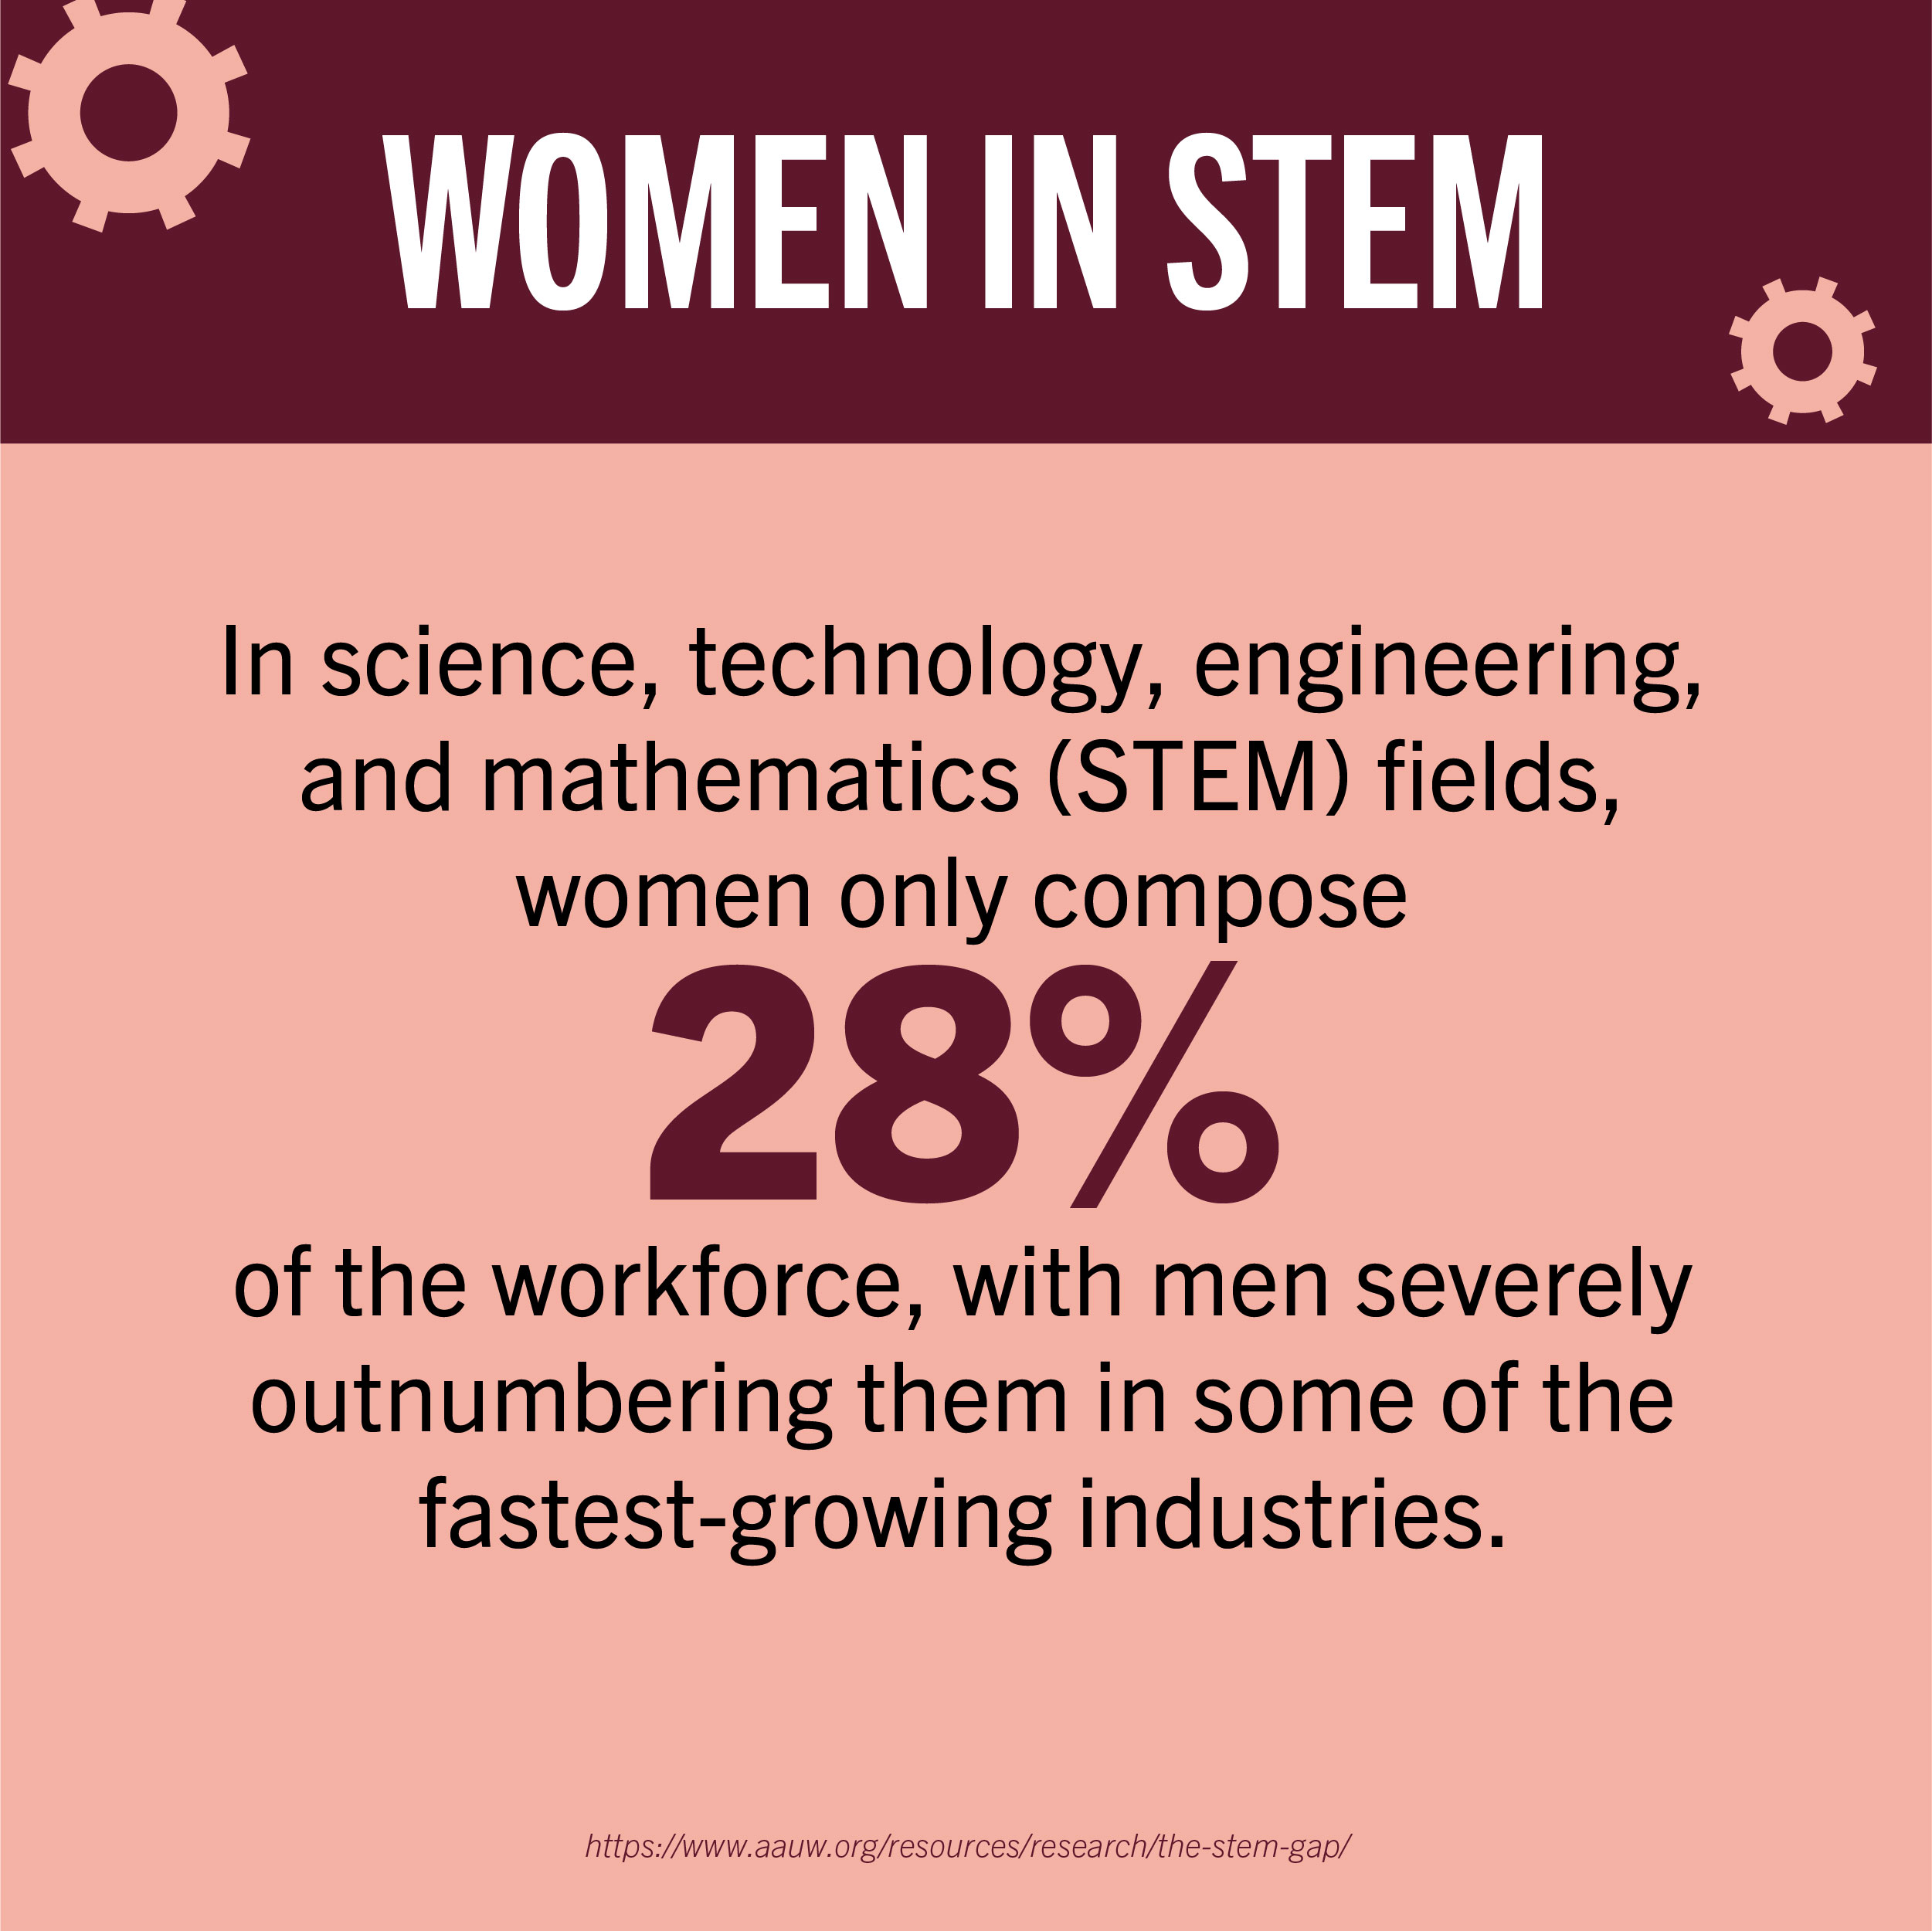 WOMEN IN STEM
In science, technology, engineering,
and mathematics (STEM) fields,
women only compose
28%
of the workforce, with men severely
outnumbering them in some of the
fastest-growing industries.
https://www.aauw.org/resources/research/the-stem-gap/